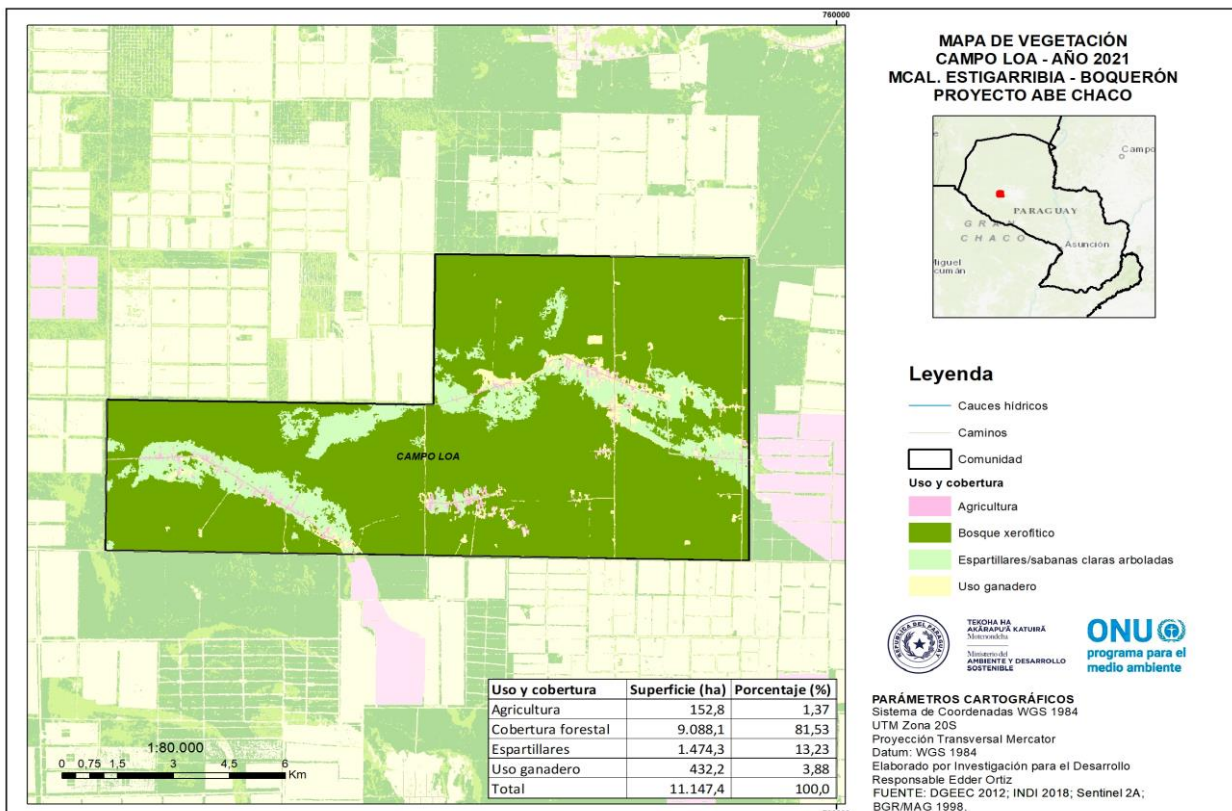 760000
MAPA DE VEGETACIÓN
CAMPO LOA - AÑO 2021
MCAL. ESTIGARRIBIA - BOQUERÓN
PROYECTO ABE CHACO
Campo
PARAGUAY
GRAN
CHACO
Asunción
Miguel
cumán
CAMPO LOA
Leyenda
Cauces hídricos
Caminos
Comunidad
Uso y cobertura
Agricultura
Bosque xerofítico
Espartillares/sabanas claras arboladas
Uso ganadero
REPUBLICA DEL PARAGUAY
TEKOHA HA
AKÃRAPU'Ã KATUIRÃ
Motenondeha
Ministerio del
AMBIENTE Y DESARROLLO
SOSTENIBLE
ONU
programa para el
medio ambiente
Uso y cobertura Superficie (ha) Porcentaje (%)
Agricultura 152,8 1,37
Cobertura forestal 9.088,1 81,53
Espartillares 1.474,3 13,23
Uso ganadero 432,2 3,88
Total 11.147,4 100,0
1:80.000
0 0,75 1,5 3 4,5 6
Km
PARÁMETROS CARTOGRÁFICOS
Sistema de Coordenadas WGS 1984
UTM Zona 20S
Proyección Transversal Mercator
Datum: WGS 1984
Elaborado por Investigación para el Desarrollo
Responsable Edder Ortiz
FUENTE: DGEEC 2012; INDI 2018; Sentinel 2A;
BGR/MAG 1998.